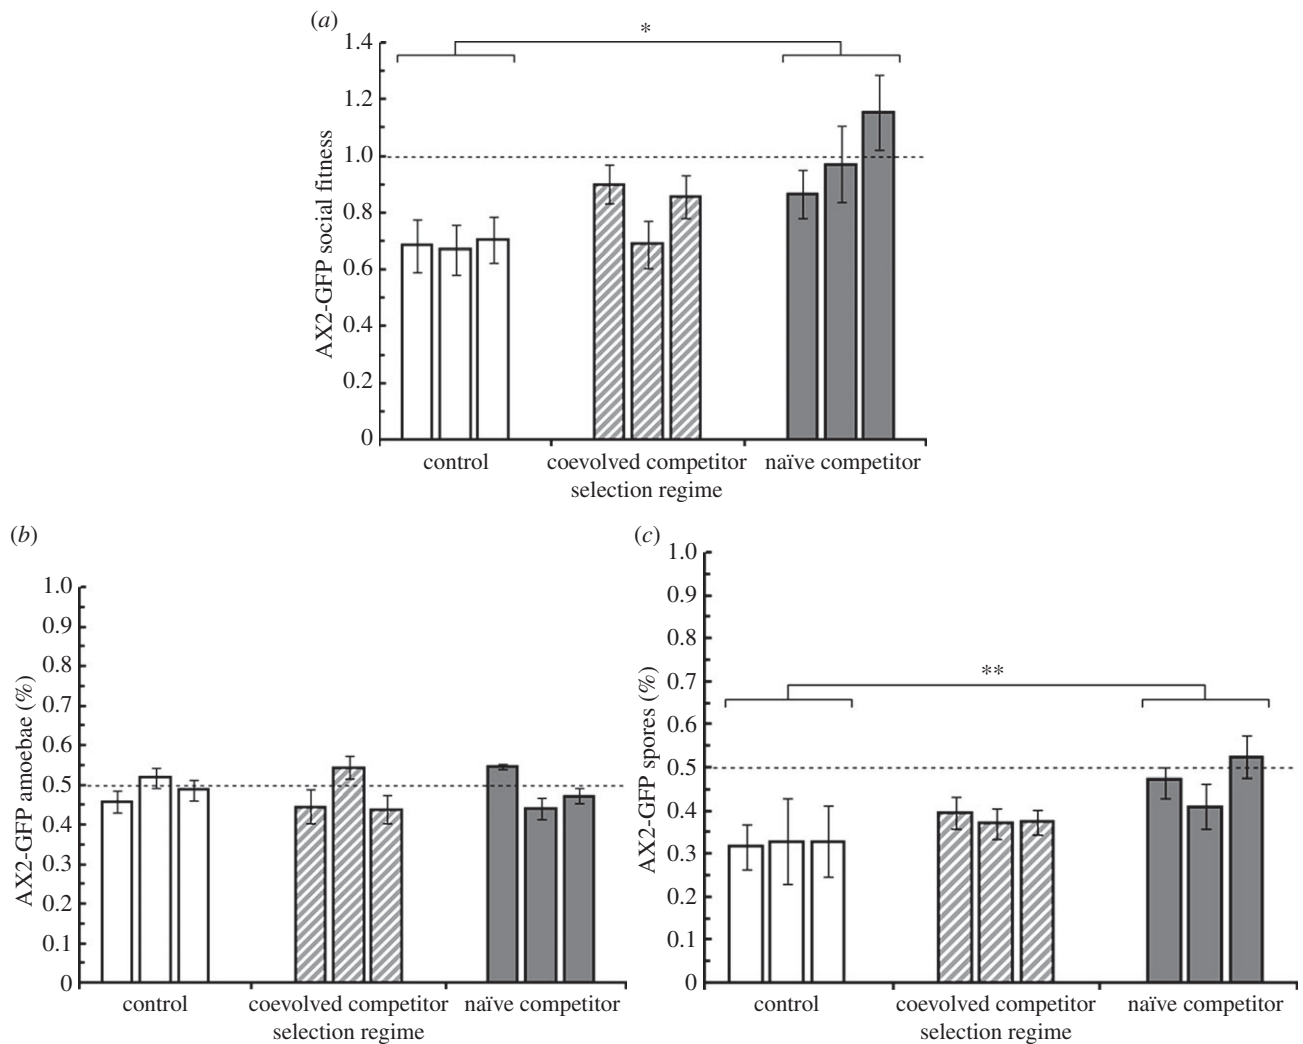 (a)
*
1.4
1.2
1.0
0.8
0.6
0.4
0.2
0
AX2-GFP social fitness
control
coevolved competitor
naïve competitor
selection regime
(b)
1.0
0.9
0.8
0.7
0.6
0.5
0.4
0.3
0.2
0.1
0
AX2-GFP amoebae (%)
control
coevolved competitor
naïve competitor
selection regime
(c)
**
1.0
0.9
0.8
0.7
0.6
0.5
0.4
0.3
0.2
0.1
0
AX2-GFP spores (%)
control
coevolved competitor
naïve competitor
selection regime